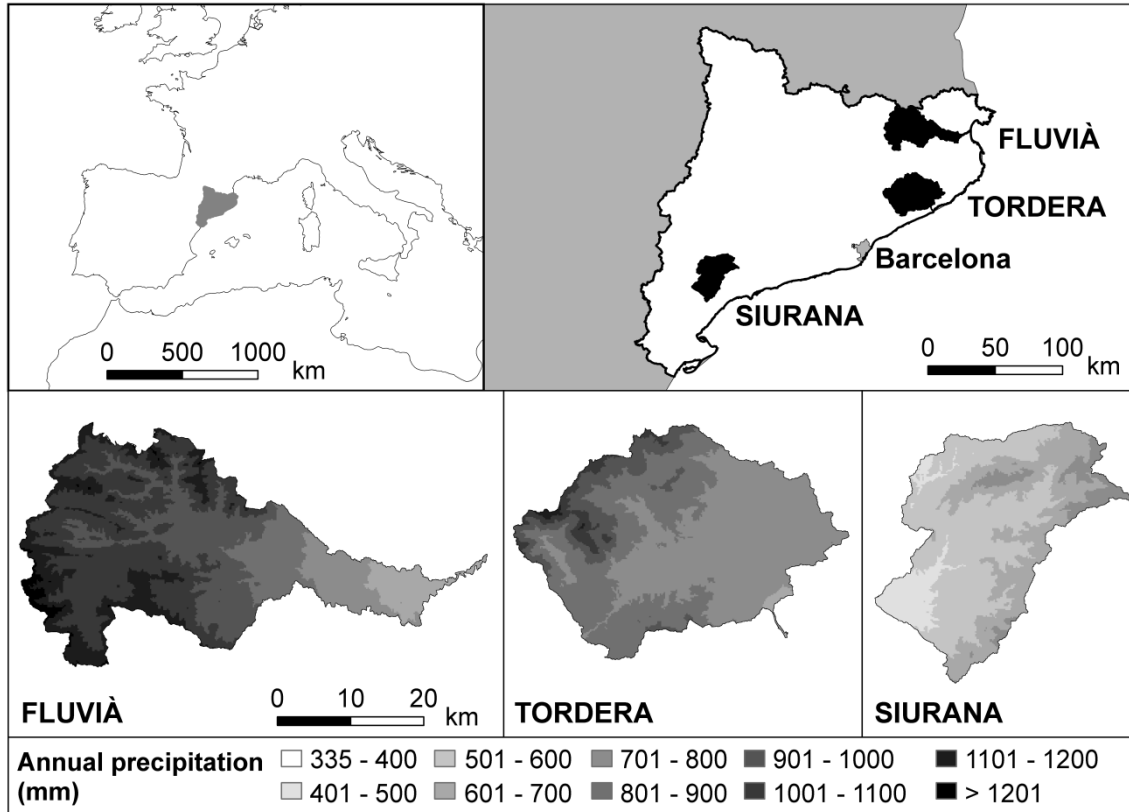 0 500 1000
km
FLUVIÀ
TORDERA
Barcelona
SIURANA
0 50 100
km
FLUVIÀ
0 10 20
km
TORDERA
SIURANA
Annual precipitation
(mm)
335 - 400
501 - 600
701 - 800
901 - 1000
1101 - 1200
401 - 500
601 - 700
801 - 900
1001 - 1100
> 1201